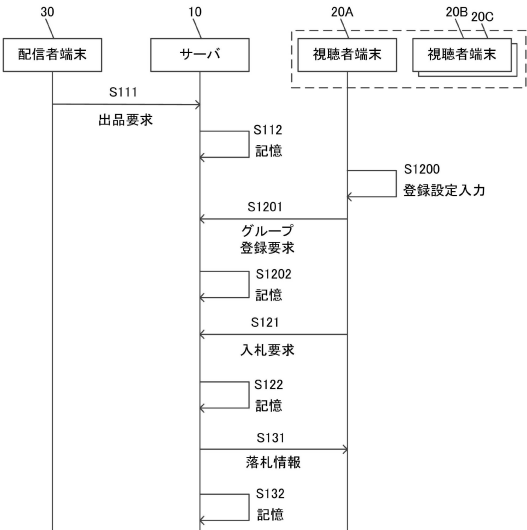 30
10
20A
20B
20C
配信者端末
サーバ
視聴者端末
視聴者端末
S111
出品要求
S112
記憶
S1200
登録設定入力
S1201
グループ
登録要求
S1202
記憶
S121
入札要求
S122
記憶
S131
落札情報
S132
記憶